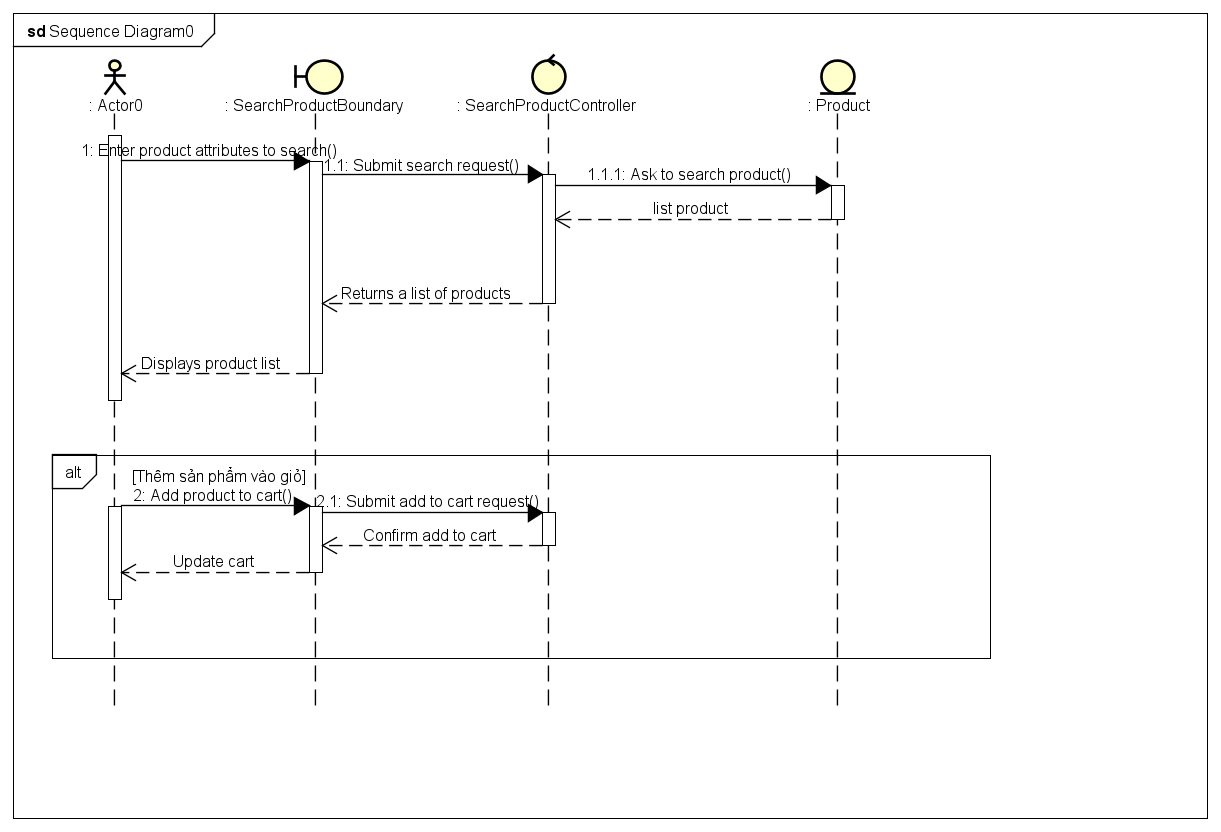 sd Sequence Diagram0
: Actor0
: SearchProductBoundary
: SearchProductController
: Product
1: Enter product attributes to search()
1.1: Submit search request()
1.1.1: Ask to search product()
list product
Returns a list of products
Displays product list
alt
[Thêm sản phẩm vào giỏ]
2: Add product to cart()
2.1: Submit add to cart request()
Confirm add to cart
Update cart